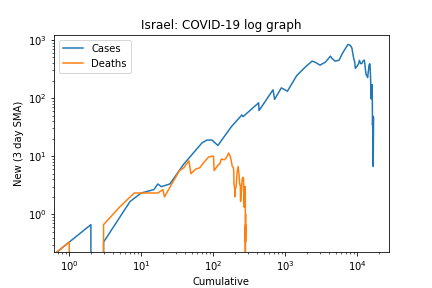 Israel: COVID-19 log graph
Cases
Deaths
New (3 day SMA)
10³
10²
10¹
10⁰
10⁰ 10¹ 10² 10³ 10⁴
Cumulative